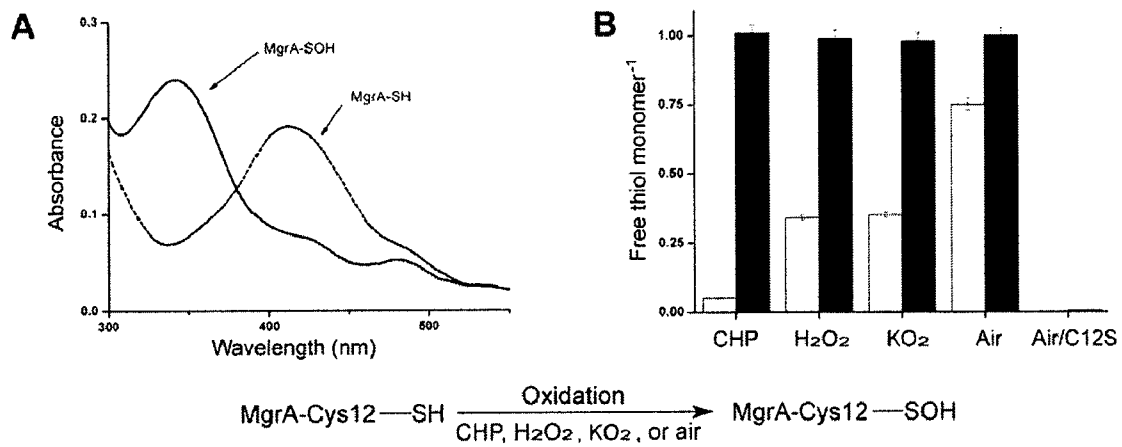 A
0.3
0.2
0.1
0.0
Absorbance
MgrA-SOH
MgrA-SH
300
400
500
Wavelength (nm)
B
1.00
0.75
0.50
0.25
0.00
Free thiol monomer⁻¹
CHP H₂O₂ KO₂ Air Air/C12S
MgrA-Cys12—SH Oxidation MgrA-Cys12—SOH
CHP, H₂O₂, KO₂, or air